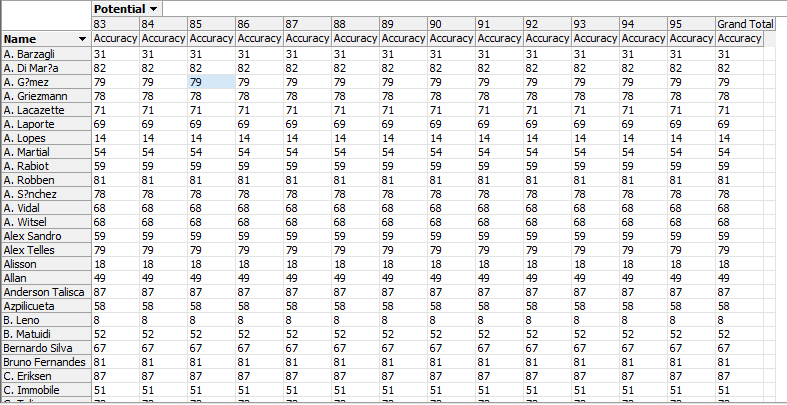 Potential
83 84 85 86 87 88 89 90 91 92 93 94 95 Grand Total
Name Accuracy Accuracy Accuracy Accuracy Accuracy Accuracy Accuracy Accuracy Accuracy Accuracy Accuracy Accuracy Accuracy Accuracy
A. Barzagli 31 31 31 31 31 31 31 31 31 31 31 31 31 31
A. Di Mar?a 82 82 82 82 82 82 82 82 82 82 82 82 82 82
A. G?mez 79 79 79 79 79 79 79 79 79 79 79 79 79 79
A. Griezmann 78 78 78 78 78 78 78 78 78 78 78 78 78 78
A. Lacazette 71 71 71 71 71 71 71 71 71 71 71 71 71 71
A. Laporte 69 69 69 69 69 69 69 69 69 69 69 69 69 69
A. Lopes 14 14 14 14 14 14 14 14 14 14 14 14 14 14
A. Martial 54 54 54 54 54 54 54 54 54 54 54 54 54 54
A. Rabiot 59 59 59 59 59 59 59 59 59 59 59 59 59 59
A. Robben 81 81 81 81 81 81 81 81 81 81 81 81 81 81
A. S?nchez 78 78 78 78 78 78 78 78 78 78 78 78 78 78
A. Vidal 68 68 68 68 68 68 68 68 68 68 68 68 68 68
A. Witsel 68 68 68 68 68 68 68 68 68 68 68 68 68 68
Alex Sandro 59 59 59 59 59 59 59 59 59 59 59 59 59 59
Alex Telles 79 79 79 79 79 79 79 79 79 79 79 79 79 79
Alisson 18 18 18 18 18 18 18 18 18 18 18 18 18 18
Allan 49 49 49 49 49 49 49 49 49 49 49 49 49 49
Anderson Talisca 87 87 87 87 87 87 87 87 87 87 87 87 87 87
Azpilicueta 58 58 58 58 58 58 58 58 58 58 58 58 58 58
B. Leno 8 8 8 8 8 8 8 8 8 8 8 8 8 8
B. Matuidi 52 52 52 52 52 52 52 52 52 52 52 52 52 52
Bernardo Silva 67 67 67 67 67 67 67 67 67 67 67 67 67 67
Bruno Fernandes 81 81 81 81 81 81 81 81 81 81 81 81 81 81
C. Eriksen 87 87 87 87 87 87 87 87 87 87 87 87 87 87
C. Immobile 51 51 51 51 51 51 51 51 51 51 51 51 51 51